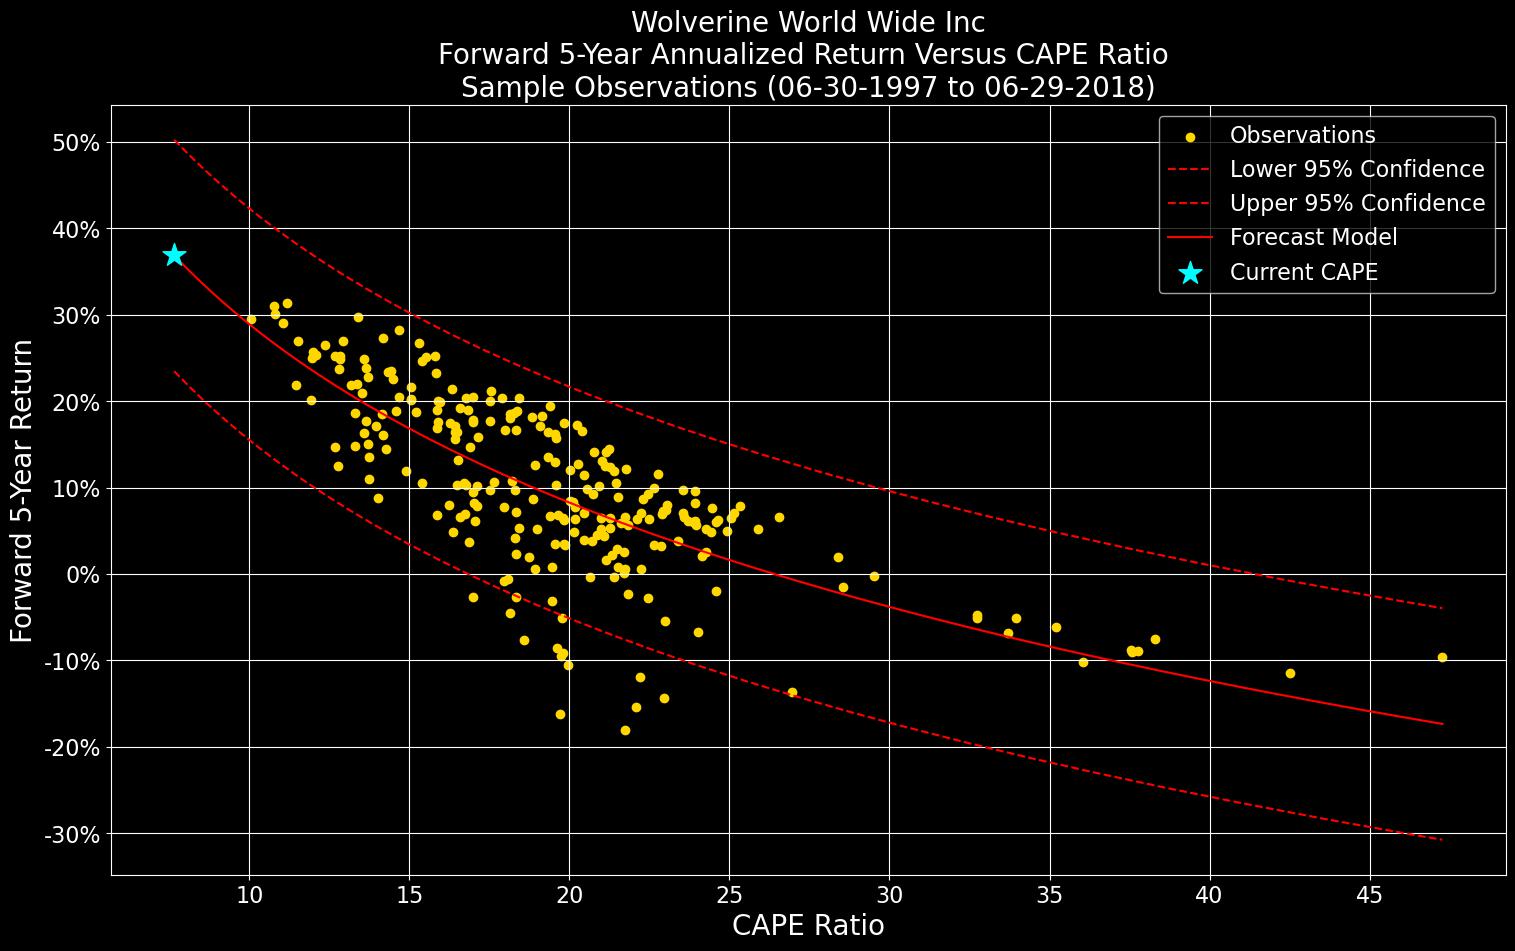 Wolverine World Wide Inc
Forward 5-Year Annualized Return Versus CAPE Ratio
Sample Observations (06-30-1997 to 06-29-2018)
Observations
Lower 95% Confidence
Upper 95% Confidence
Forecast Model
Current CAPE
Forward 5-Year Return
50%
40%
30%
20%
10%
0%
-10%
-20%
-30%
10 15 20 25 30 35 40 45
CAPE Ratio